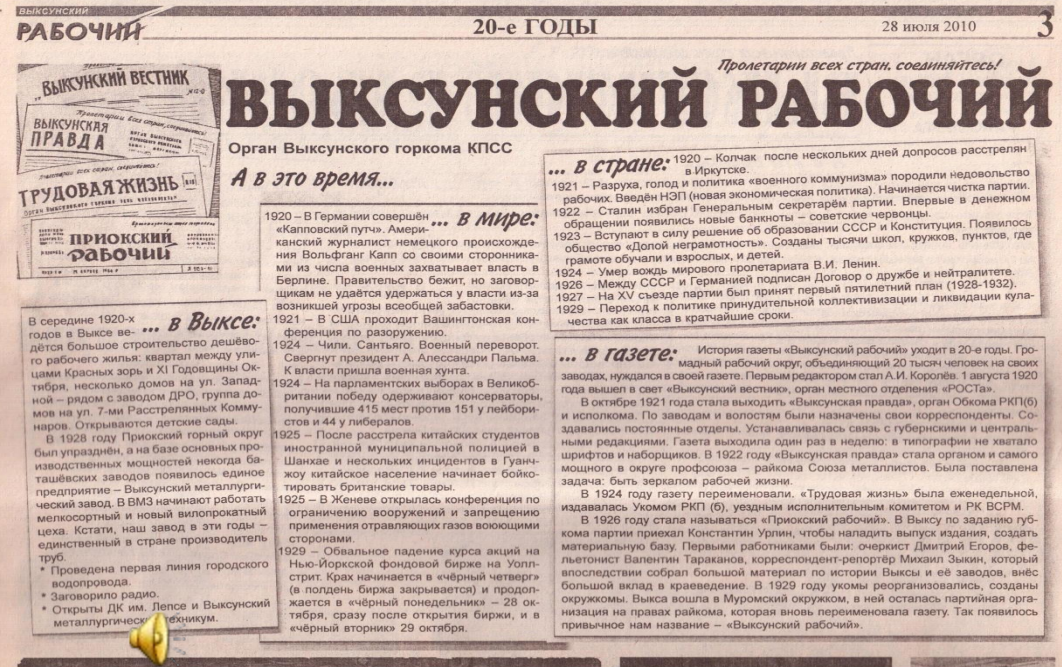 ВЫКСУНСКИЙ
РАБОЧИЙ
20-е ГОДЫ
28 июля 2010
3
ВЫКСУНСКИЙ ВЕСТНИК
ВЫКСУНСКАЯ
ПРАВДА
ТРУДОВАЯ ЖИЗНЬ
ПРИОКСКИЙ
РАБОЧИЙ
Пролетарии всех стран, соединяйтесь!
ВЫКСУНСКИЙ РАБОЧИЙ
Орган Выксунского горкома КПСС
А в это время...
... в Выксе:
В середине 1920-х
годов в Выксе ве-
дётся большое строительство дешёво-
го рабочего жилья: квартал между ули-
цами Красных зорь и XI Годовщины Ок-
тября, несколько домов на ул. Запад-
ной – рядом с заводом ДРО, группа до-
мов на ул. 7-ми Расстрелянных Комму-
наров. Открываются детские сады.
В 1928 году Приокский горный округ
был упразднён, а на базе основных про-
изводственных мощностей некогда ба-
ташёвских заводов появилось единое
предприятие – Выксунский металлурги-
ческий завод. В ВМЗ начинают работать
мелкосортный и новый вилопрокатный
цеха. Кстати, наш завод в эти годы –
единственный в стране производитель
труб.
* Проведена первая линия городского
водопровода.
* Заговорило радио.
* Открыты ДК им. Лепсе и Выксунский
металлургический техникум.
... в мире:
1920 – В Германии совершён
«Капповский путч». Амери-
канский журналист немецкого происхожде-
ния Вольфганг Капп со своими сторонника-
ми из числа военных захватывает власть в
Берлине. Правительство бежит, но заговор-
щикам не удаётся удержаться у власти из-за
возникшей угрозы всеобщей забастовки.
1921 – В США проходит Вашингтонская кон-
ференция по разоружению.
1924 – Чили. Сантьяго. Военный переворот.
Свергнут президент А. Алессандри Пальма.
К власти пришла военная хунта.
1924 – На парламентских выборах в Великоб-
ритании победу одерживают консерваторы,
получившие 415 мест против 151 у лейбори-
стов и 44 у либералов.
1925 – После расстрела китайских студентов
иностранной муниципальной полицией в
Шанхае и нескольких инцидентов в Гуанч-
жоу китайское население начинает бойко-
тировать британские товары.
1925 – В Женеве открылась конференция по
ограничению вооружений и запрещению
применения отравляющих газов воюющими
сторонами.
1929 – Обвальное падение курса акций на
Нью-Йоркской фондовой бирже на Уолл-
стрит. Крах начинается в «чёрный четверг»
(в полдень биржа закрывается) и продол-
жается в «чёрный понедельник» – 28 ок-
тября, сразу после открытия биржи, и в
«чёрный вторник» 29 октября.
... в стране:
1920 – Колчак после нескольких дней допросов расстрелян
в Иркутске.
1921 – Разруха, голод и политика «военного коммунизма» породили недовольство
рабочих. Введён НЭП (новая экономическая политика). Начинается чистка партии.
1922 – Сталин избран Генеральным секретарём партии. Впервые в денежном
обращении появились новые банкноты – советские червонцы.
1923 – Вступают в силу решение об образовании СССР и Конституция. Появилось
общество «Долой неграмотность». Созданы тысячи школ, кружков, пунктов, где
грамоте обучали и взрослых, и детей.
1924 – Умер вождь мирового пролетариата В.И. Ленин.
1926 – Между СССР и Германией подписан Договор о дружбе и нейтралитете.
1927 – На XV съезде партии был принят первый пятилетний план (1928-1932).
1929 – Переход к политике принудительной коллективизации и ликвидации кула-
чества как класса в кратчайшие сроки.
... в газете:
История газеты «Выксунский рабочий» уходит в 20-е годы. Гро-
мадный рабочий округ, объединяющий 20 тысяч человек на своих
заводах, нуждался в своей газете. Первым редактором стал А.И. Королёв. 1 августа 1920
года вышел в свет «Выксунский вестник», орган местного отделения «РОСТа».
В октябре 1921 года стала выходить «Выксунская правда», орган Обкома РКП(б)
и исполкома. По заводам и волостям были назначены свои корреспонденты. Со-
здавались постоянные отделы. Устанавливалась связь с губернскими и централь-
ными редакциями. Газета выходила один раз в неделю: в типографии не хватало
шрифтов и наборщиков. В 1922 году «Выксунская правда» стала органом и самого
мощного в округе профсоюза – райкома Союза металлистов. Была поставлена
задача: быть зеркалом рабочей жизни.
В 1924 году газету переименовали. «Трудовая жизнь» была еженедельной,
издавалась Укомом РКП (б), уездным исполнительным комитетом и РК ВСРМ.
В 1926 году стала называться «Приокский рабочий». В Выксу по заданию губ-
кома партии приехал Константин Урлин, чтобы наладить выпуск издания, создать
материальную базу. Первыми работниками были: очеркист Дмитрий Егоров, фе-
льетонист Валентин Тараканов, корреспондент-репортёр Михаил Зыкин, который
впоследствии собрал большой материал по истории Выксы и её заводов, внёс
большой вклад в краеведение. В 1929 году укомы реорганизовались, созданы
окружкомы. Выкса вошла в Муромский окружком, в ней осталась партийная орга-
низация на правах райкома, которая вновь переименовала газету. Так появилось
привычное нам название – «Выксунский рабочий».